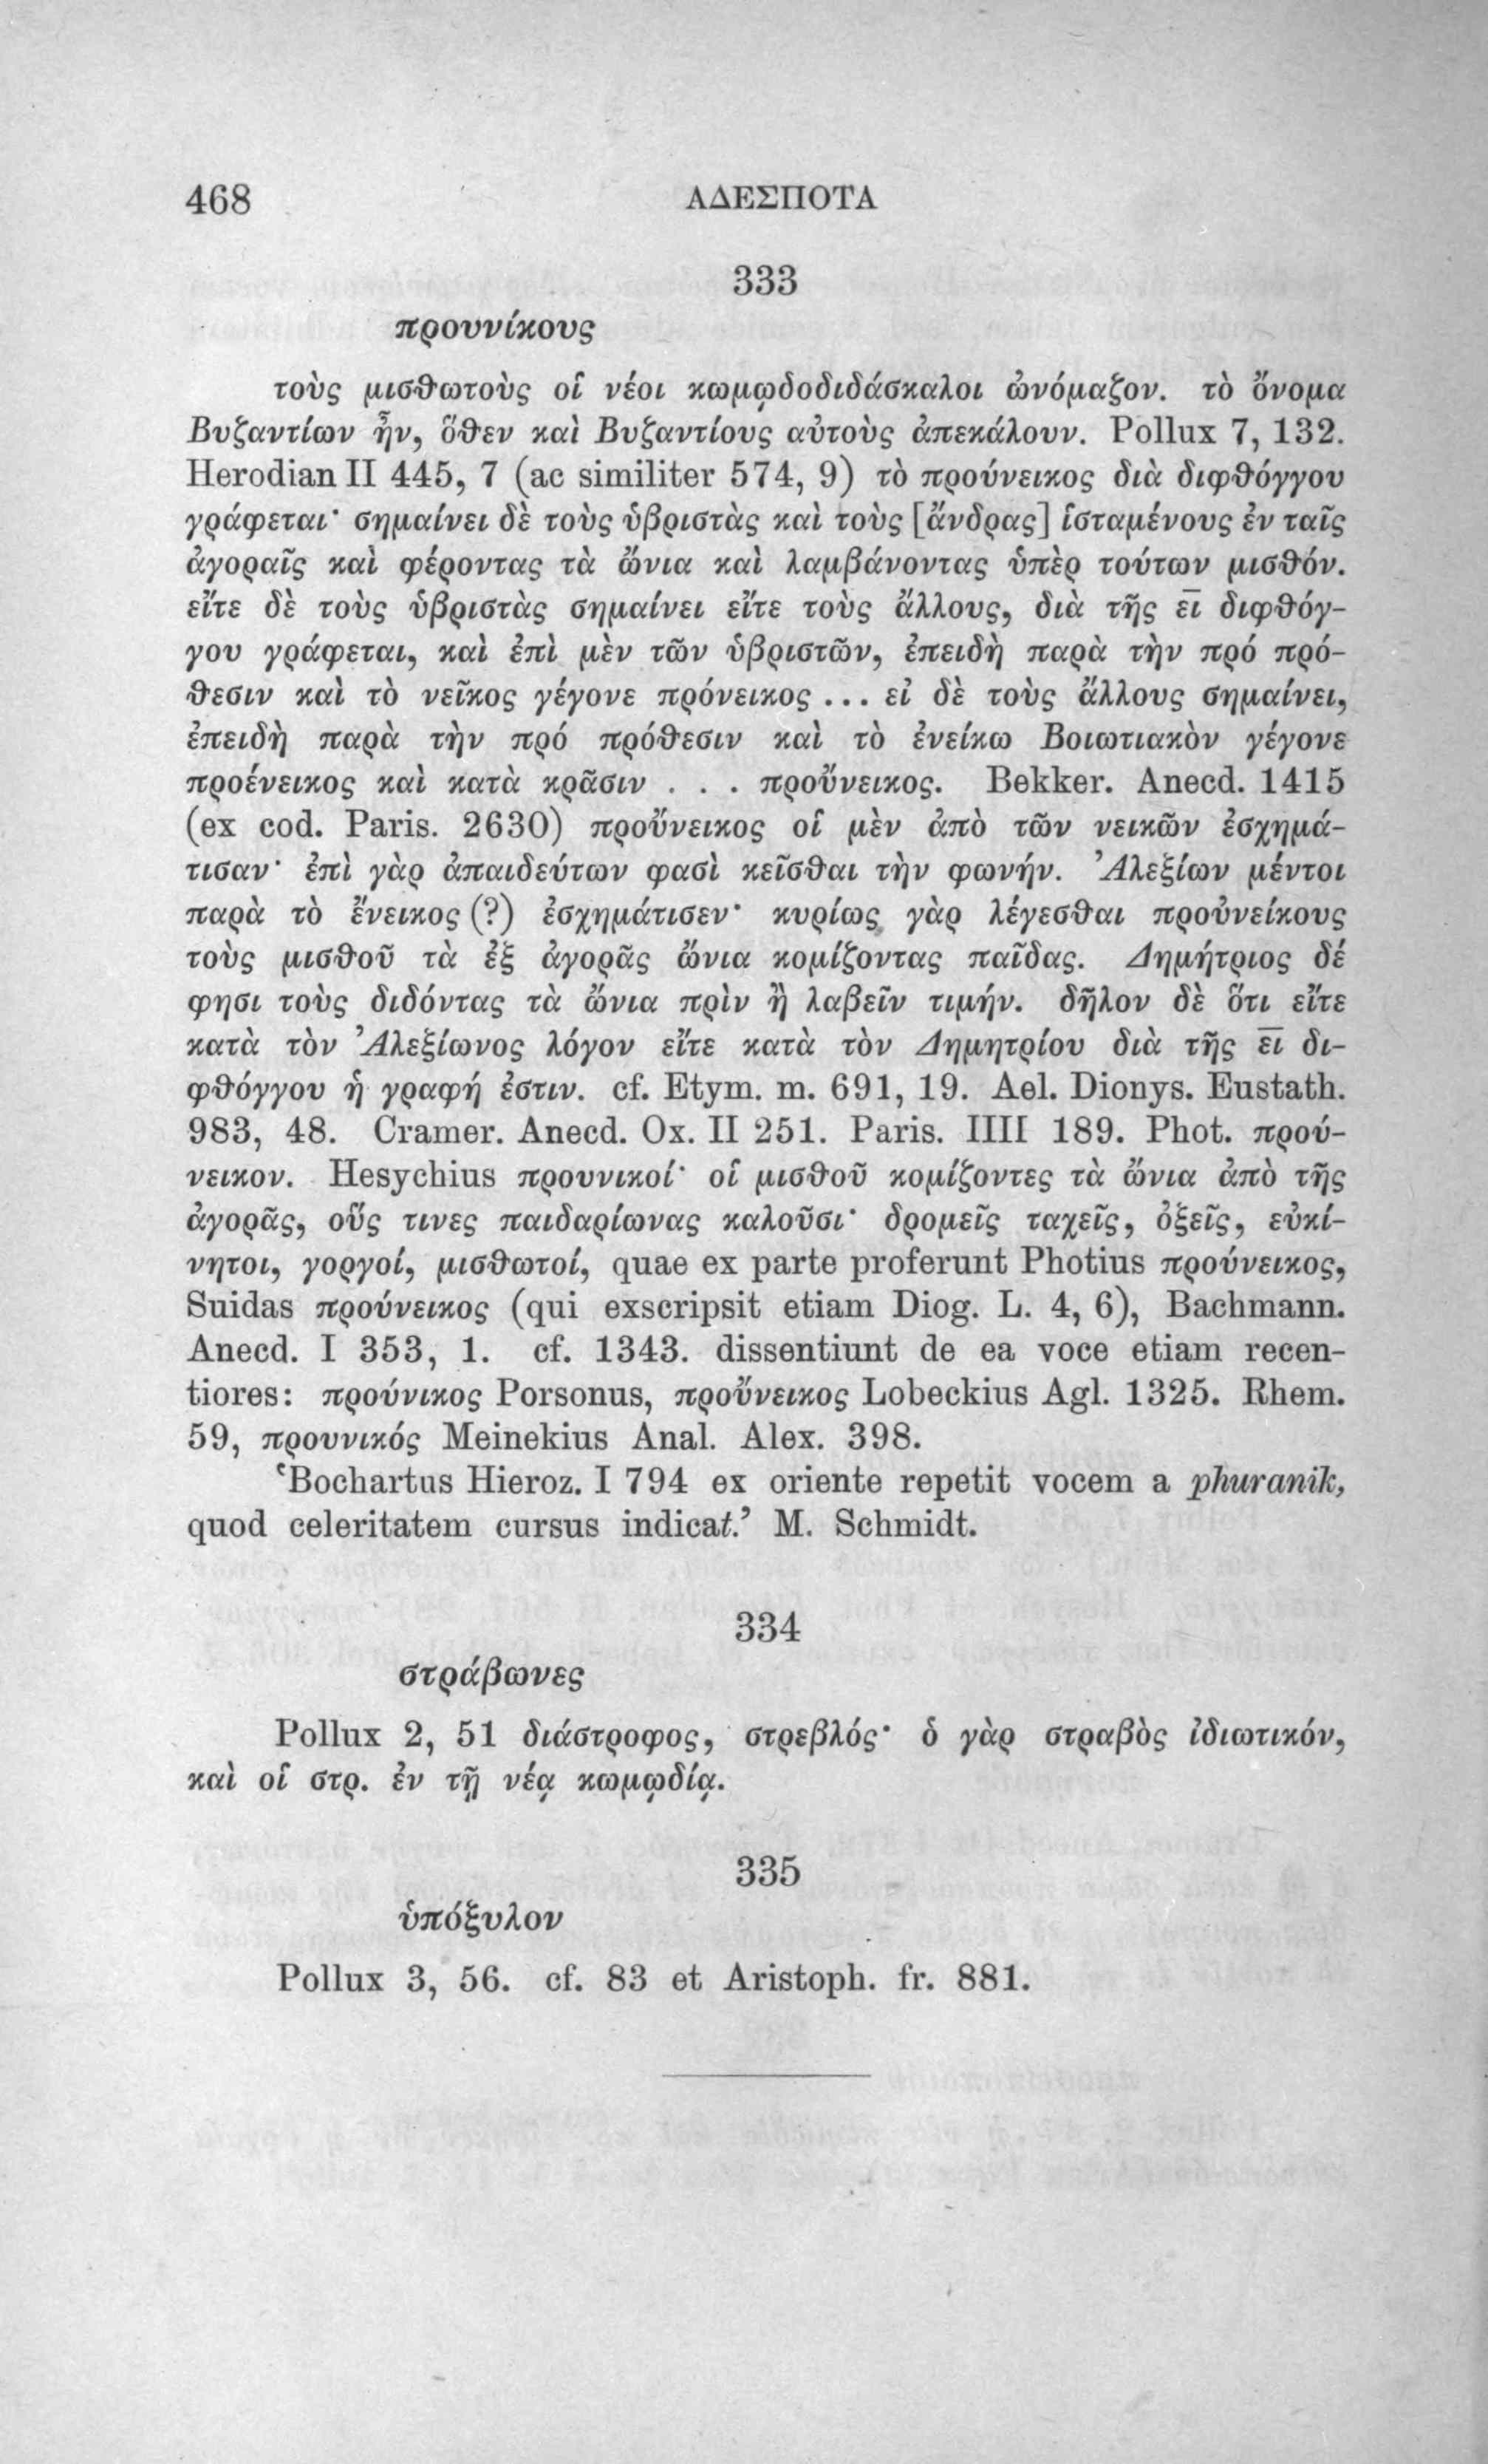 468 ΑΔΕΣΠΟΤΑ
333
προυνίκους
τοὺς μισθωτοὺς οἱ νέοι κωμῳδοδιδάσκαλοι ὠνόμαζον. τὸ ὄνομα
Βυζαντίων ἦν, ὅθεν καὶ Βυζαντίους αὐτοὺς ἀπεκάλουν. Pollux 7, 132.
Herodian II 445, 7 (ac similiter 574, 9) τὸ προύνεικος διὰ διφθόγγου
γράφεται· σημαίνει δὲ τοὺς ὑβριστὰς καὶ τοὺς [ἄνδρας] ἱσταμένους ἐν ταῖς
ἀγοραῖς καὶ φέροντας τὰ ὤνια καὶ λαμβάνοντας ὑπὲρ τούτων μισθόν.
εἴτε δὲ τοὺς ὑβριστὰς σημαίνει εἴτε τοὺς ἄλλους, διὰ τῆς ε̅ι̅ διφθόγ-
γου γράφεται, καὶ ἐπὶ μὲν τῶν ὑβριστῶν, ἐπειδὴ παρὰ τὴν πρό πρό-
θεσιν καὶ τὸ νεῖκος γέγονε πρόνεικος ... εἰ δὲ τοὺς ἄλλους σημαίνει,
ἐπειδὴ παρὰ τὴν πρό πρόθεσιν καὶ τὸ ἐνείκω Βοιωτιακὸν γέγονε
προένεικος καὶ κατὰ κρᾶσιν . . . προὔνεικος. Bekker. Anecd. 1415
(ex cod. Paris. 2630) προὔνεικος οἱ μὲν ἀπὸ τῶν νεικῶν ἐσχημά-
τισαν· ἐπὶ γὰρ ἀπαιδεύτων φασὶ κεῖσθαι τὴν φωνήν. Ἀλεξίων μέντοι
παρὰ τὸ ἔνεικος (?) ἐσχημάτισεν· κυρίως γὰρ λέγεσθαι προὐνείκους
τοὺς μισθοῦ τὰ ἐξ ἀγορᾶς ὤνια κομίζοντας παῖδας. Δημήτριος δέ
φησι τοὺς διδόντας τὰ ὤνια πρὶν ἢ λαβεῖν τιμήν. δῆλον δὲ ὅτι εἴτε
κατὰ τὸν Ἀλεξίωνος λόγον εἴτε κατὰ τὸν Δημητρίου διὰ τῆς ε̅ι̅ δι-
φθόγγου ἡ γραφή ἐστιν. cf. Etym. m. 691, 19. Ael. Dionys. Eustath.
983, 48. Cramer. Anecd. Ox. II 251. Paris. IIII 189. Phot. πρού-
νεικον. Hesychius προυνικοί· οἱ μισθοῦ κομίζοντες τὰ ὤνια ἀπὸ τῆς
ἀγορᾶς, οὕς τινες παιδαρίωνας καλοῦσι· δρομεῖς ταχεῖς, ὀξεῖς, εὐκί-
νητοι, γοργοί, μισθωτοί, quae ex parte proferunt Photius προύνεικος,
Suidas προύνεικος (qui exscripsit etiam Diog. L. 4, 6), Bachmann.
Anecd. I 353, 1. cf. 1343. dissentiunt de ea voce etiam recen-
tiores: προύνικος Porsonus, προὔνεικος Lobeckius Agl. 1325. Rhem.
59, προυνικός Meinekius Anal. Alex. 398.
‘Bochartus Hieroz. I 794 ex oriente repetit vocem a phuranik,
quod celeritatem cursus indicat.’ M. Schmidt.
334
στράβωνες
Pollux 2, 51 διάστροφος, στρεβλός· ὁ γὰρ στραβὸς ἰδιωτικόν,
καὶ οἱ στρ. ἐν τῇ νέᾳ κωμῳδίᾳ.
335
ὑπόξυλον
Pollux 3, 56. cf. 83 et Aristoph. fr. 881.